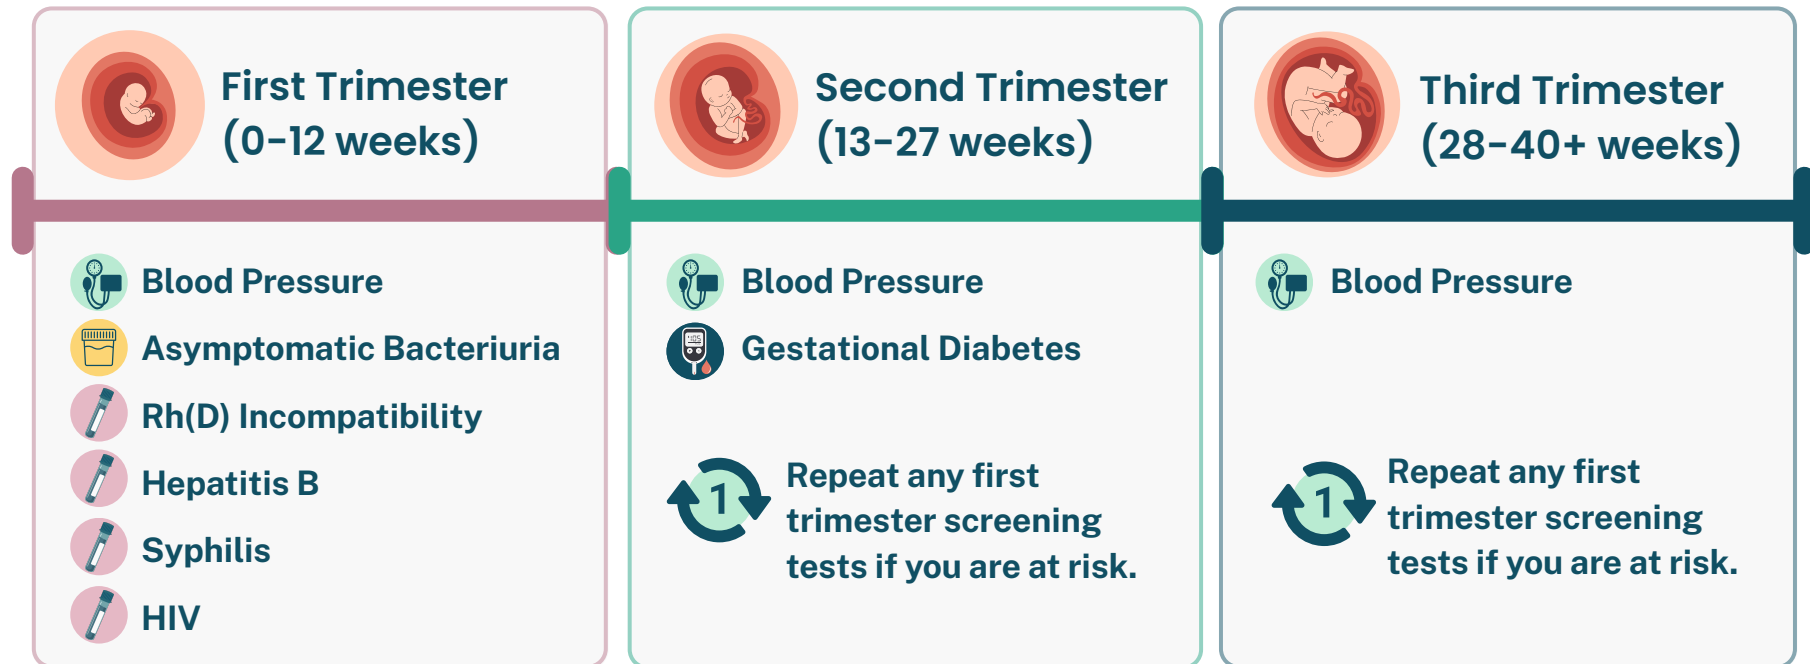 First Trimester
(0-12 weeks)
Blood Pressure
Asymptomatic Bacteriuria
Rh(D) Incompatibility
Hepatitis B
Syphilis
HIV
Second Trimester
(13-27 weeks)
Blood Pressure
Gestational Diabetes
1
Repeat any first
trimester screening
tests if you are at risk.
Third Trimester
(28-40+ weeks)
Blood Pressure
1
Repeat any first
trimester screening
tests if you are at risk.